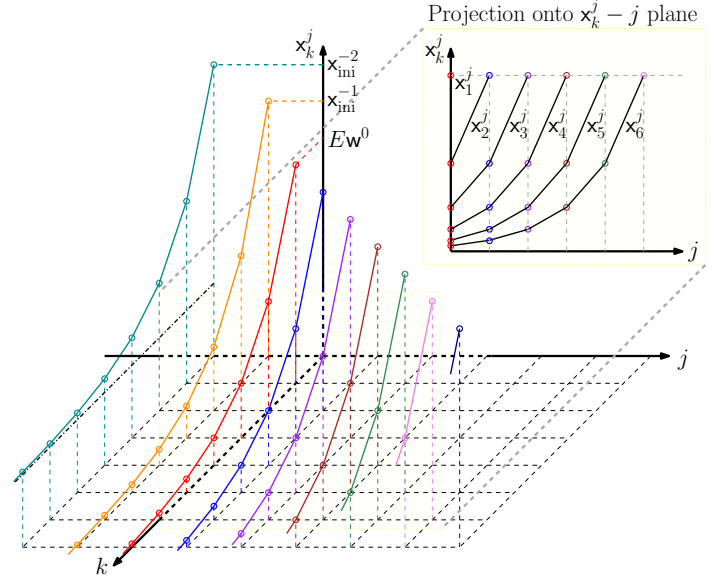 Projection onto x_k^j − j plane
x_k^j
x_ini^−2
x_ini^−1
Ew^0
j
k
x_k^j
x_1^j
x_2^j x_3^j x_4^j x_5^j x_6^j
j